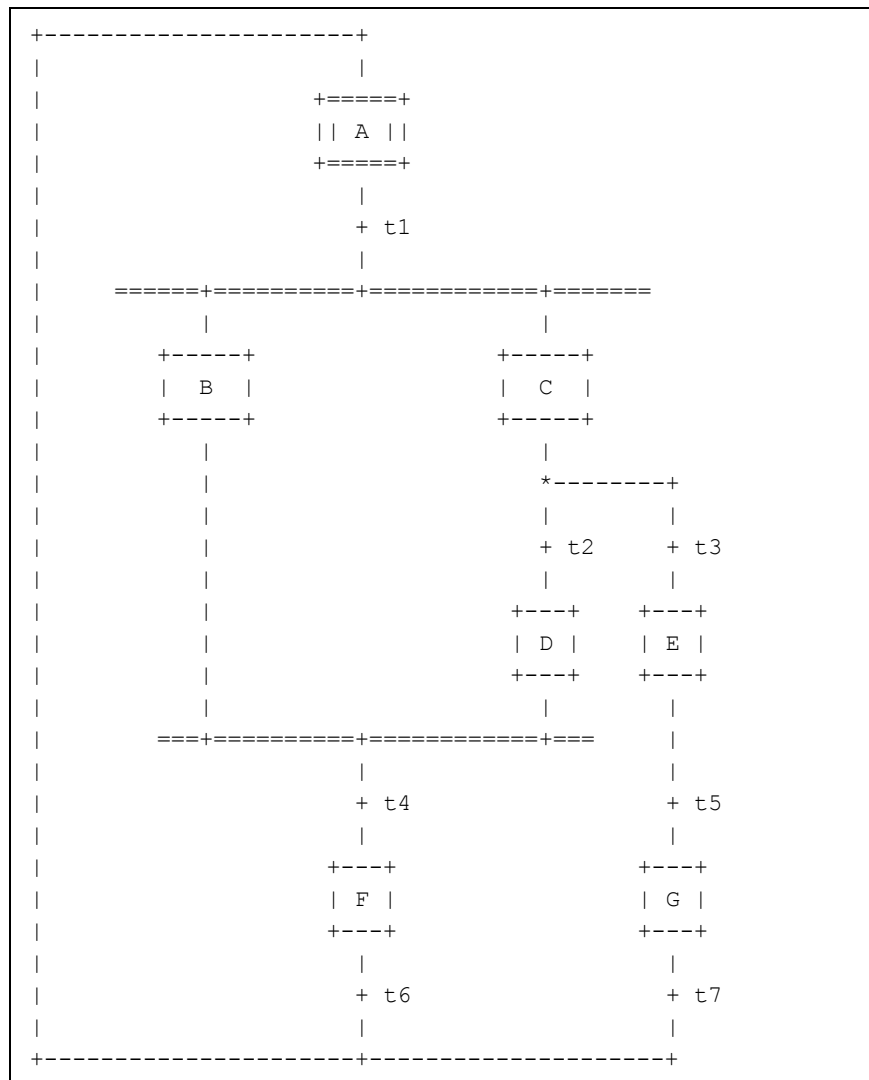 +----------------------+
|                      |
|                   +=====+
|                   || A ||
|                   +=====+
|                      |
|                      + t1
|                      |
|     ======+==========+============+=======
|           |                       |
|        +-----+                 +-----+
|        |  B  |                 |  C  |
|        +-----+                 +-----+
|           |                       |
|           |                       *--------+
|           |                       |        |
|           |                       + t2     + t3
|           |                       |        |
|           |                     +---+    +---+
|           |                     | D |    | E |
|           |                     +---+    +---+
|           |                       |        |
|        ===+==========+============+===     |
|                      |                     |
|                      + t4                  + t5
|                      |                     |
|                    +---+                 +---+
|                    | F |                 | G |
|                    +---+                 +---+
|                      |                     |
|                      + t6                  + t7
|                      |                     |
+----------------------+---------------------+